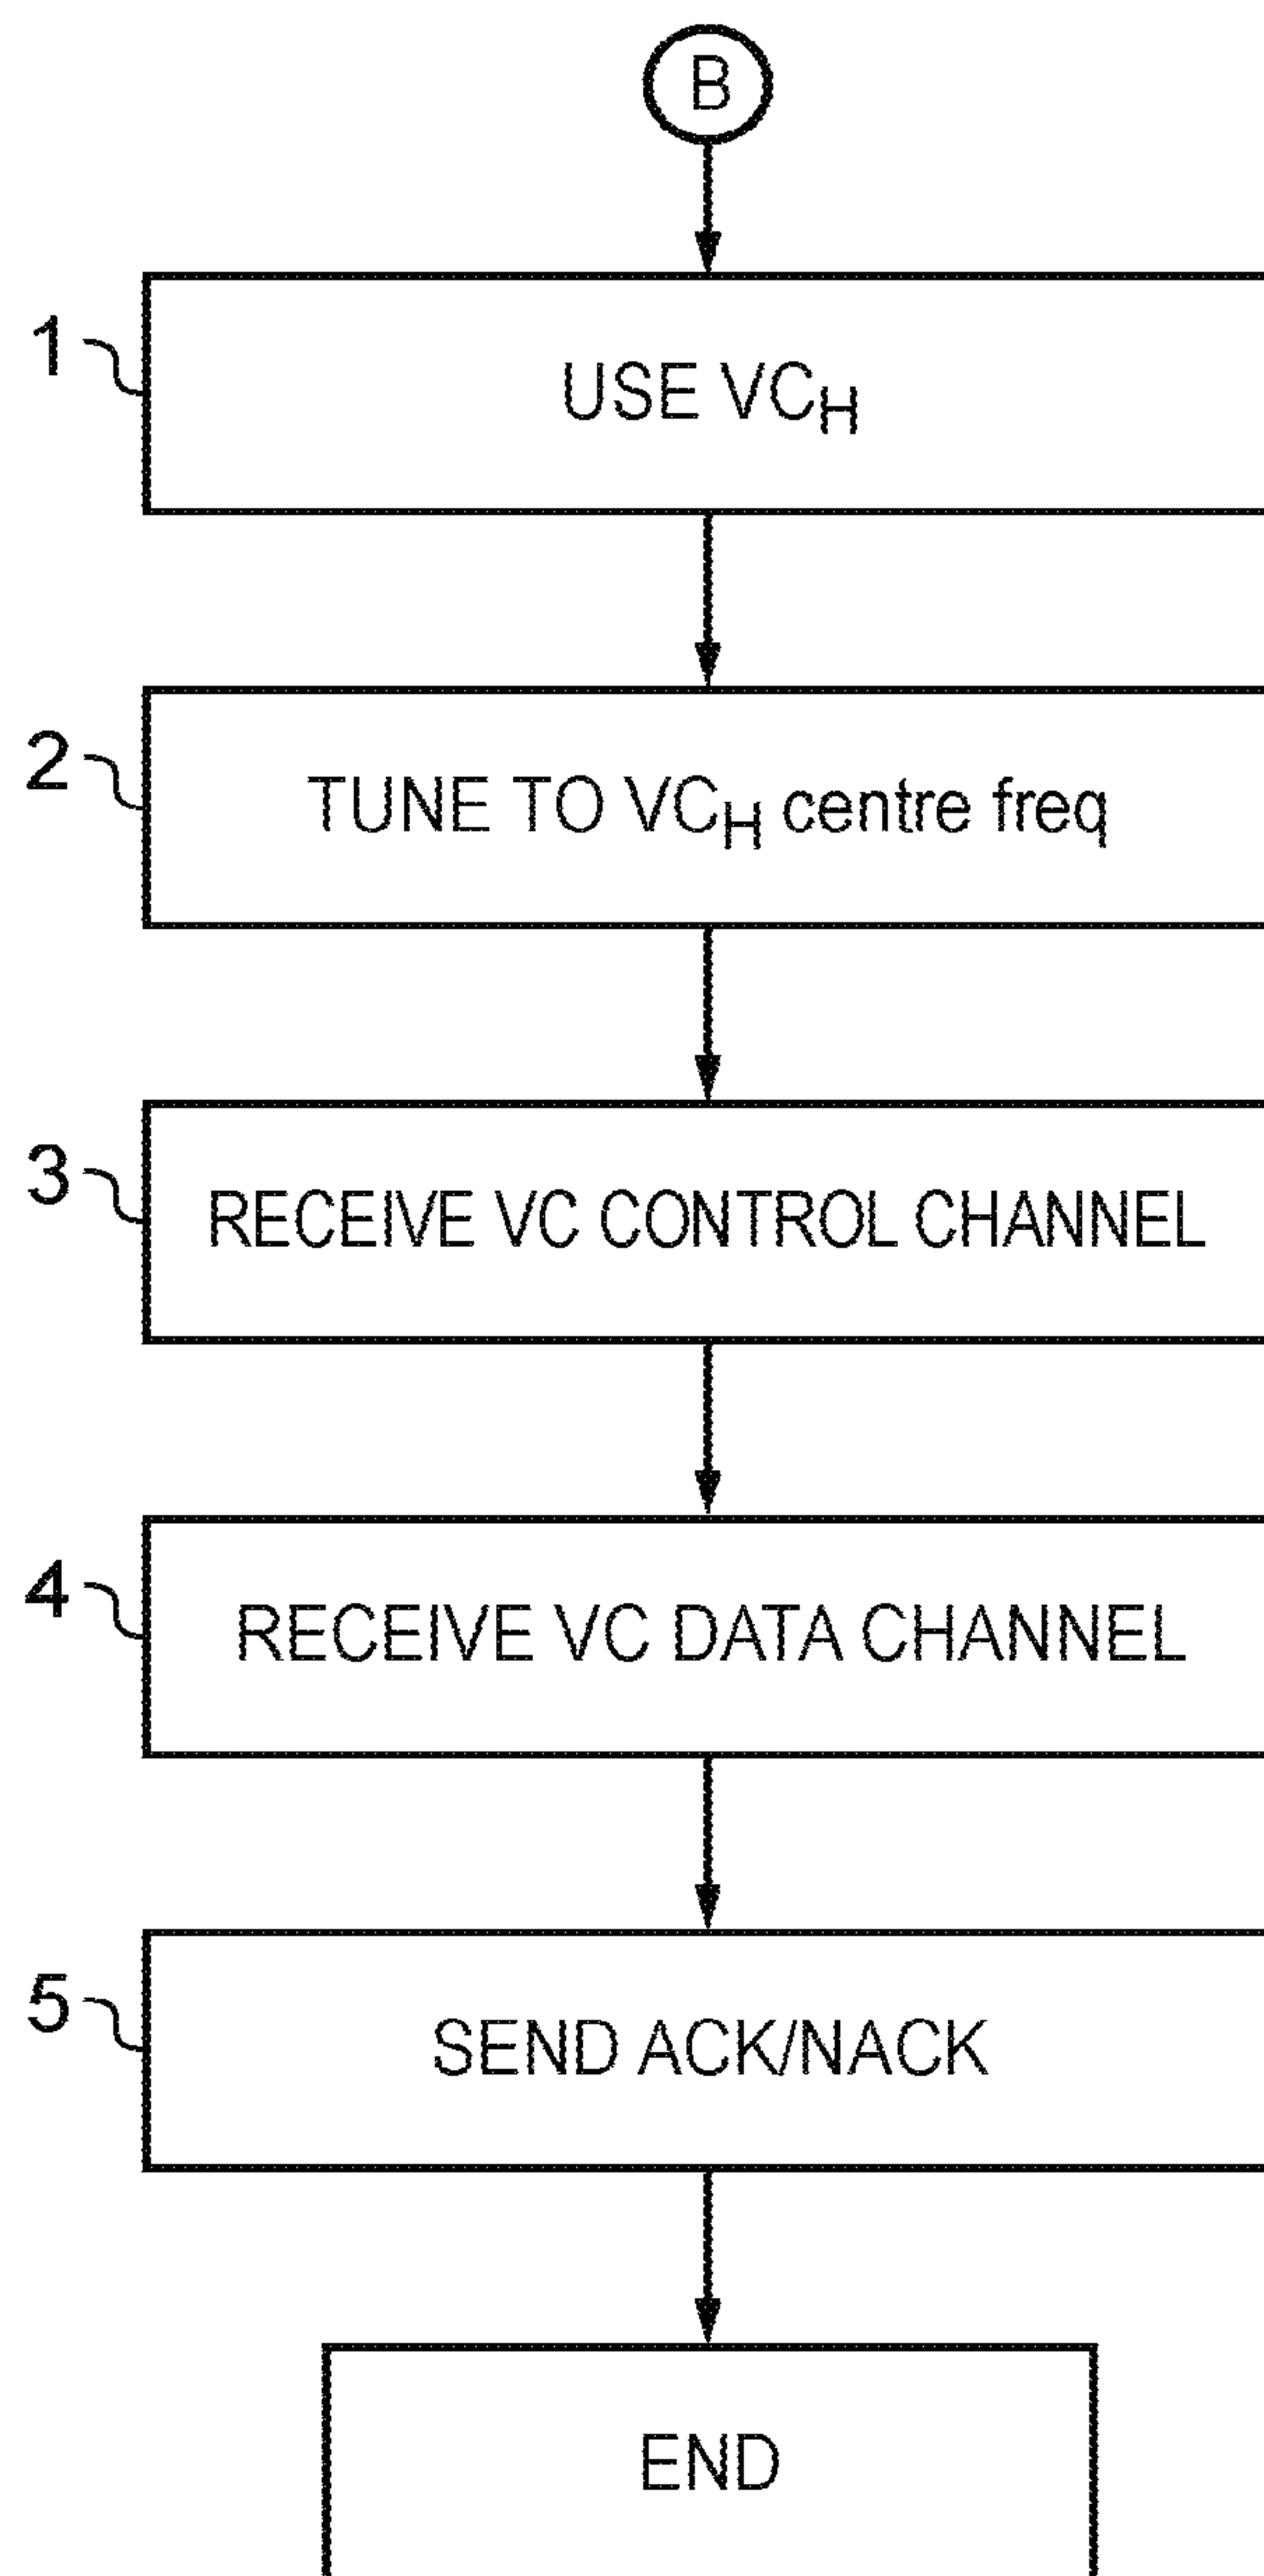 B
1
USE VCH
2
TUNE TO VCH centre freq
3
RECEIVE VC CONTROL CHANNEL
4
RECEIVE VC DATA CHANNEL
5
SEND ACK/NACK
END